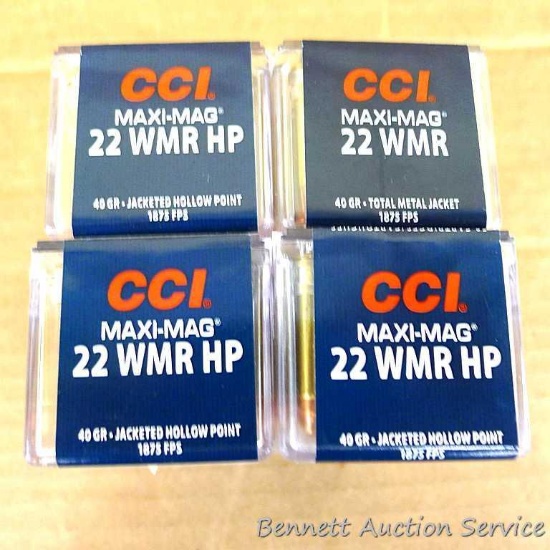 CCI
MAXI-MAG®
22 WMR HP
40 GR • JACKETED HOLLOW POINT
1875 FPS
CCI
MAXI-MAG®
22 WMR
40 GR • TOTAL METAL JACKET
1875 FPS
CCI®
MAXI-MAG®
22 WMR HP
40 GR • JACKETED HOLLOW POINT
1875 FPS
CCI®
MAXI-MAG®
22 WMR HP
40 GR • JACKETED HOLLOW POINT
1875 FPS
Bennett Auction Service